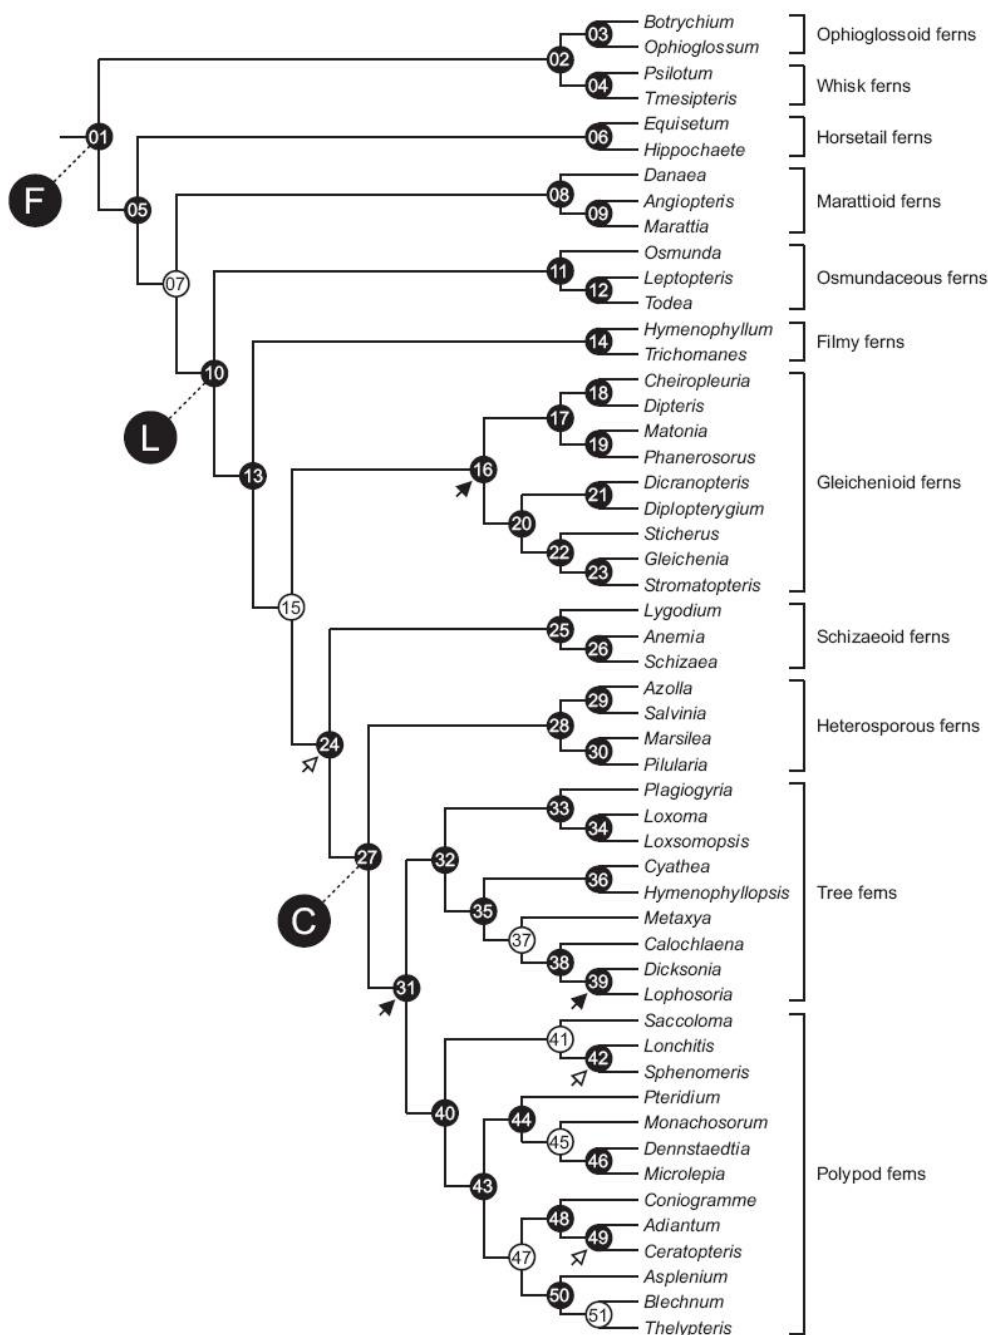 Botrychium
03
Ophioglossoid ferns
Ophioglossum
02
Psilotum
04
Whisk ferns
Tmesipteris
Equisetum
01
06
Horsetail ferns
Hippochaete
Danaea
F
08
05
Angiopteris
Marattioid ferns
09
Marattia
Osmunda
11
07
Leptopteris
Osmundaceous ferns
12
Todea
Hymenophyllum
14
Filmy ferns
Trichomanes
10
Cheiropleuria
18
Dipteris
17
L
Matonia
19
Phanerosorus
16
13
Dicranopteris
Gleichenioid ferns
21
Diplopterygium
20
Sticherus
22
Gleichenia
23
Stromatopteris
15
Lygodium
25
Anemia
Schizaeoid ferns
26
Schizaea
Azolla
29
Salvinia
28
Heterosporous ferns
Marsilea
24
30
Pilularia
Plagiogyria
33
Loxoma
34
Loxsomopsis
27
32
Cyathea
36
Hymenophyllopsis
Tree fems
35
Metaxya
C
37
Calochlaena
38
Dicksonia
39
31
Lophosoria
Saccoloma
41
Lonchitis
42
Sphenomeris
Pteridium
40
44
Monachosorum
45
Dennstaedtia
46
Microlepia
Polypod fems
43
Coniogramme
48
Adiantum
49
Ceratopteris
47
Asplenium
50
Blechnum
51
Thelypteris